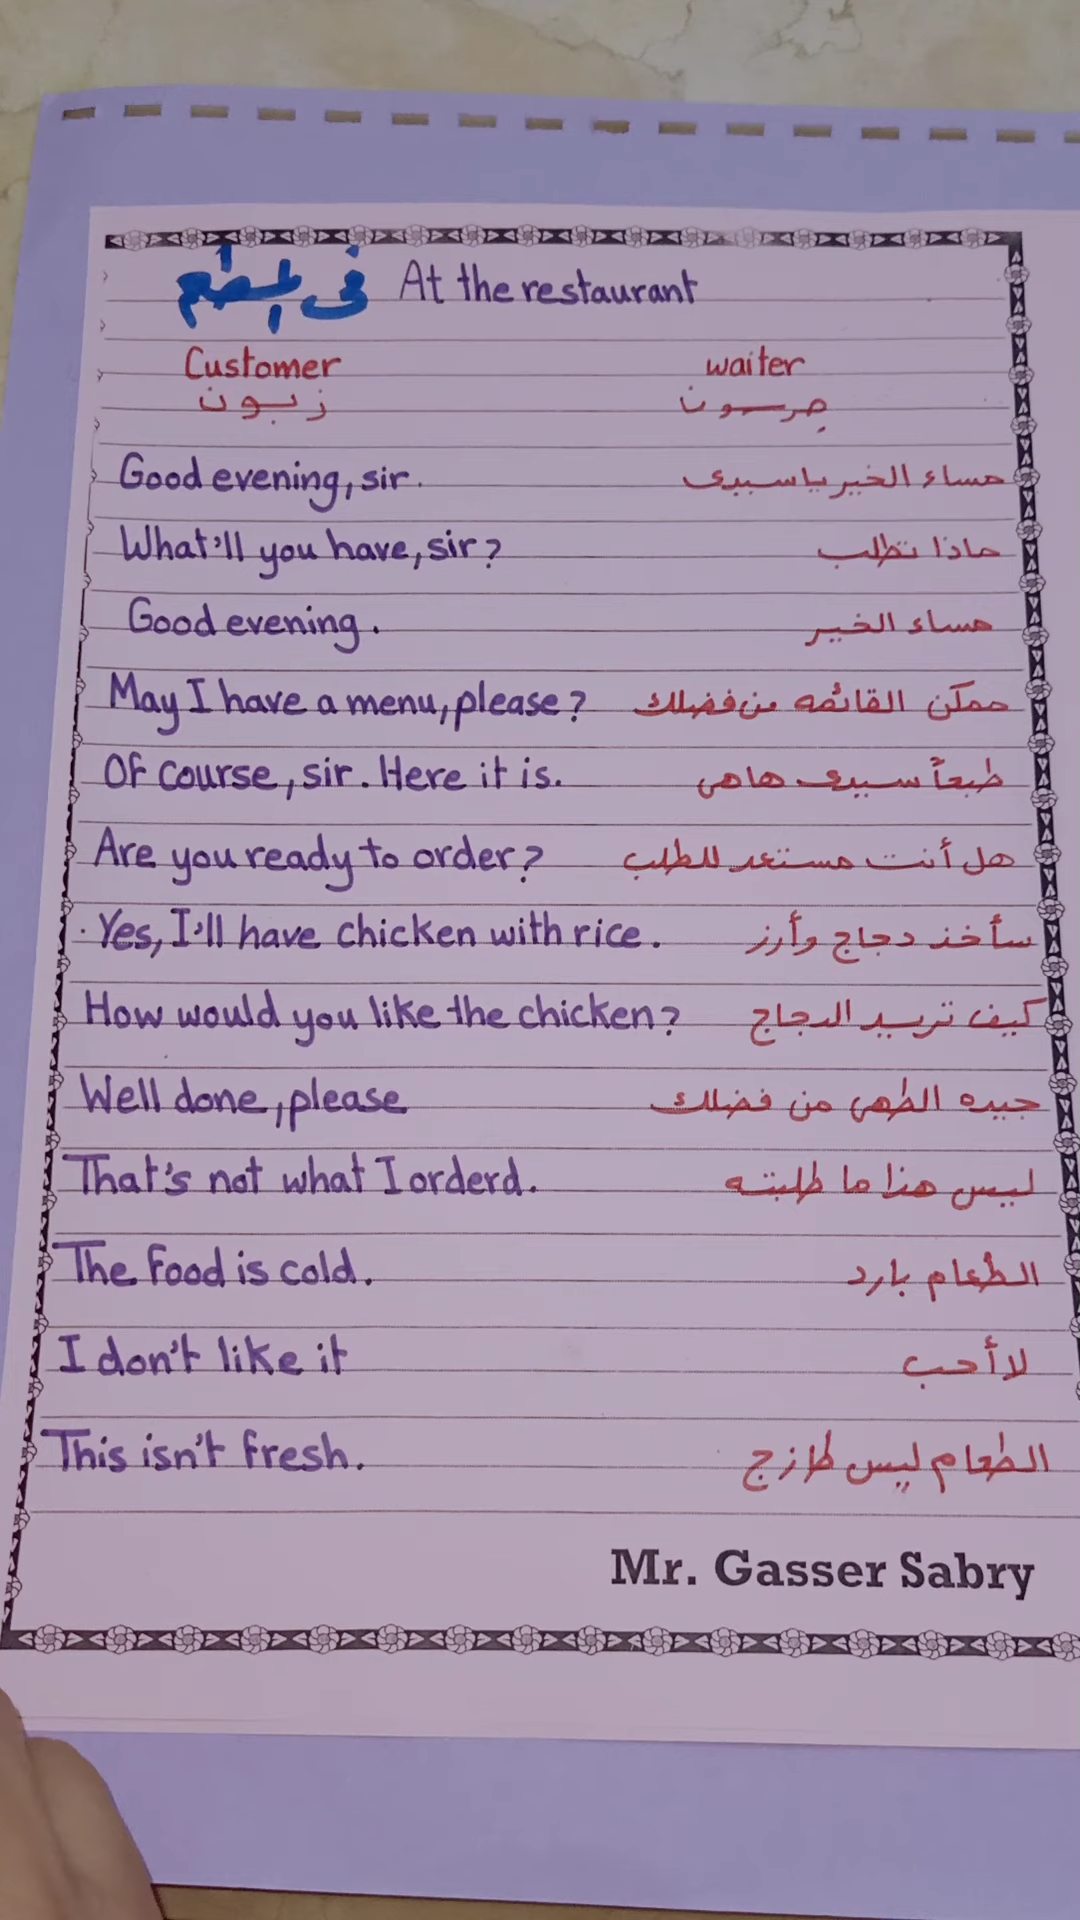 At the restaurant في المطعم
Customer waiter
زبون جرسون
Good evening, sir. مساء الخير ياسيدى
What'll you have, sir? ماذا تطلب
Good evening. مساء الخير
May I have a menu, please? ممكن القائمه من فضلك
Of course, sir. Here it is. طبعاً سيدى هاهى
Are you ready to order? هل أنت مستعد للطلب
Yes, I'll have chicken with rice. سأخذ دجاج وأرز
How would you like the chicken? كيف تريد الدجاج
Well done, please جيده الطهى من فضلك
That's not what I orderd. ليس هذا ما طلبته
The food is cold. الطعام بارد
I don't like it لا أحب
This isn't fresh. الطعام ليس طازج
Mr. Gasser Sabry